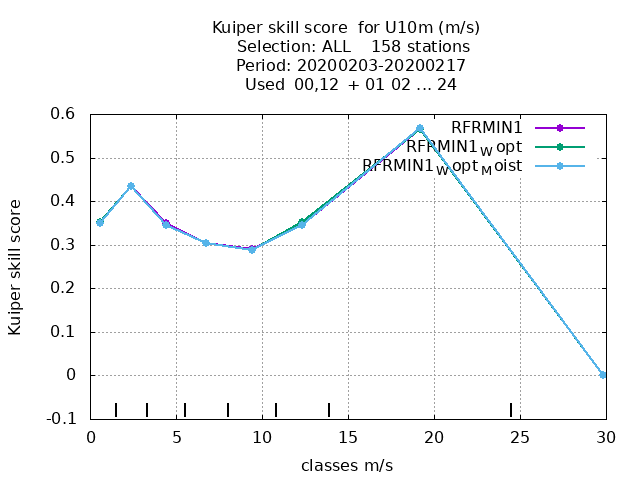 Kuiper skill score  for U10m (m/s)
Selection: ALL    158 stations
Period: 20200203-20200217
Used  00,12  + 01 02 ... 24
RFRMIN1
RFRMIN1_W opt
RFRMIN1_W opt_M oist
Kuiper skill score
0.6
0.5
0.4
0.3
0.2
0.1
0
-0.1
0 5 10 15 20 25 30
classes m/s